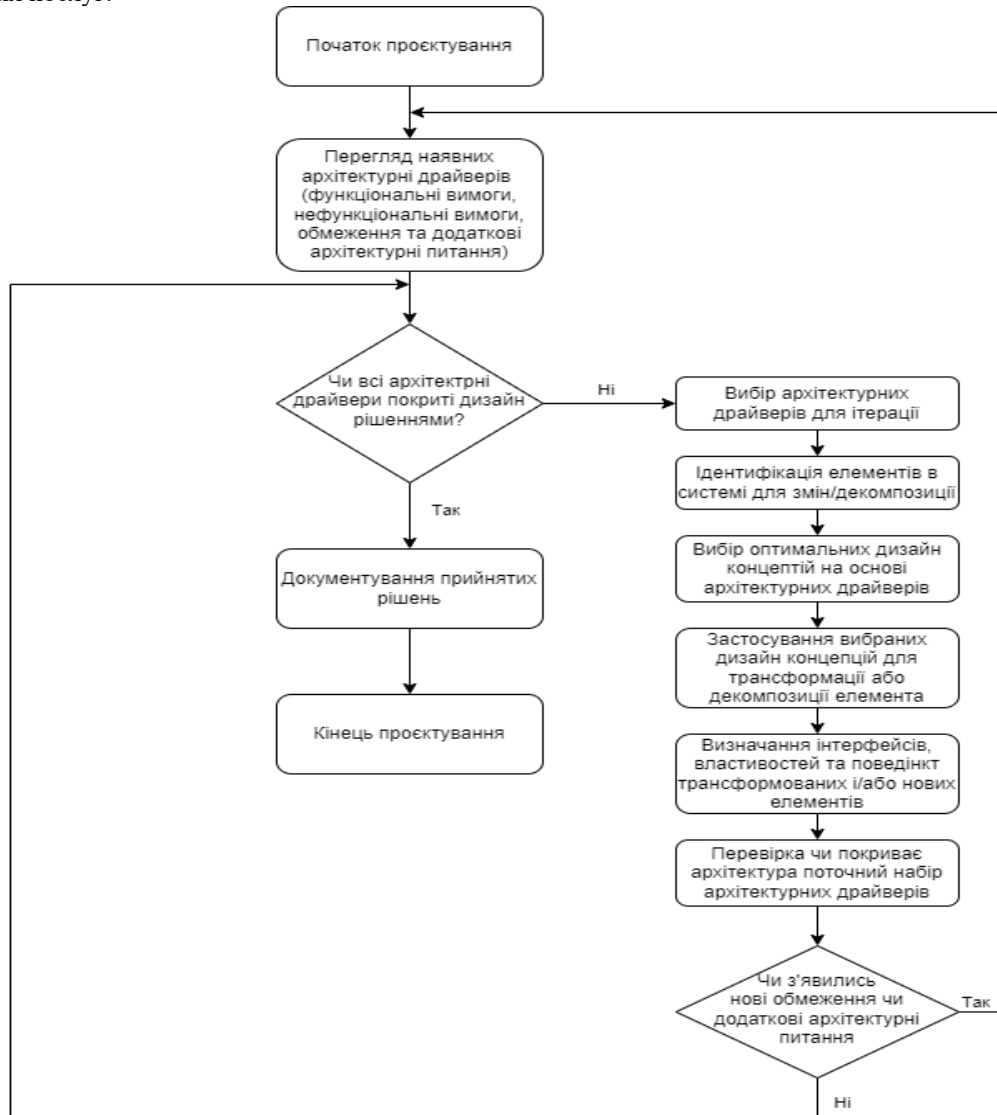 Початок проєктування
Перегляд наявних
архітектурні драйверів
(функціональні вимоги,
нефункціональні вимоги,
обмеження та додаткові
архітектурні питання)
Чи всі архітектрні
драйвери покриті дизайн
рішеннями?
Ні
Так
Документування прийнятих
рішень
Кінець проєктування
Вибір архітектурних
драйверів для ітерації
Ідентифікація елементів в
системі для змін/декомпозиції
Вибір оптимальних дизайн
концептій на основі
архітектурних драйверів
Застосування вибраних
дизайн концепцій для
трансформації або
декомпозиції елемента
Визначання інтерфейсів,
властивостей та поведінкт
трансформованих і/або нових
елементів
Перевірка чи покриває
архітектура поточний набір
архітектурних драйверів
Чи з'явились
нові обмеження чи
додаткові архітектурні
питання
Так
Ні